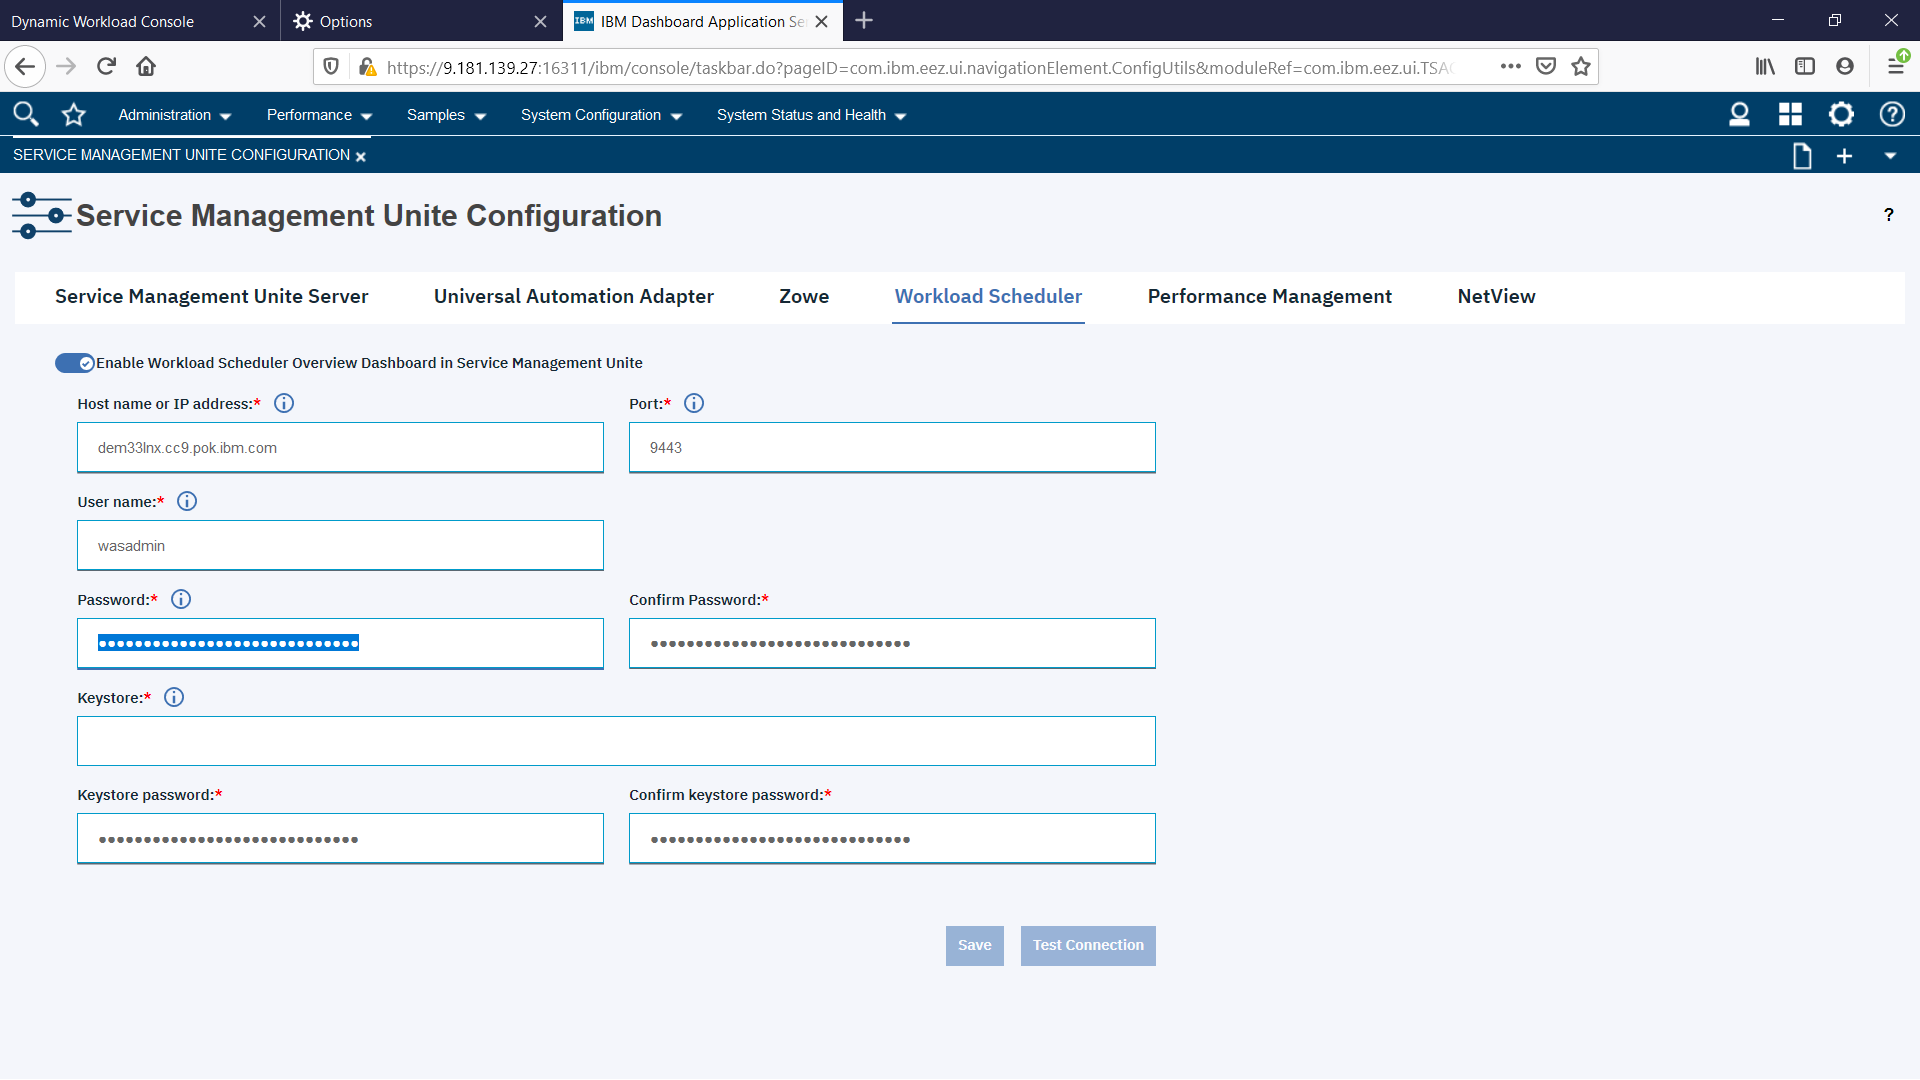 Dynamic Workload Console
Options
IBM IBM Dashboard Application Se
https://9.181.139.27:16311/ibm/console/taskbar.do?pageID=com.ibm.eez.ui.navigationElement.ConfigUtils&moduleRef=com.ibm.eez.ui.TSA
Administration Performance Samples System Configuration System Status and Health
SERVICE MANAGEMENT UNITE CONFIGURATION
Service Management Unite Configuration
?
Service Management Unite Server Universal Automation Adapter Zowe Workload Scheduler Performance Management NetView
Enable Workload Scheduler Overview Dashboard in Service Management Unite
Host name or IP address:* Port:*
dem33lnx.cc9.pok.ibm.com 9443
User name:*
wasadmin
Password:* Confirm Password:*
Keystore:*
Keystore password:* Confirm keystore password:*
Save Test Connection